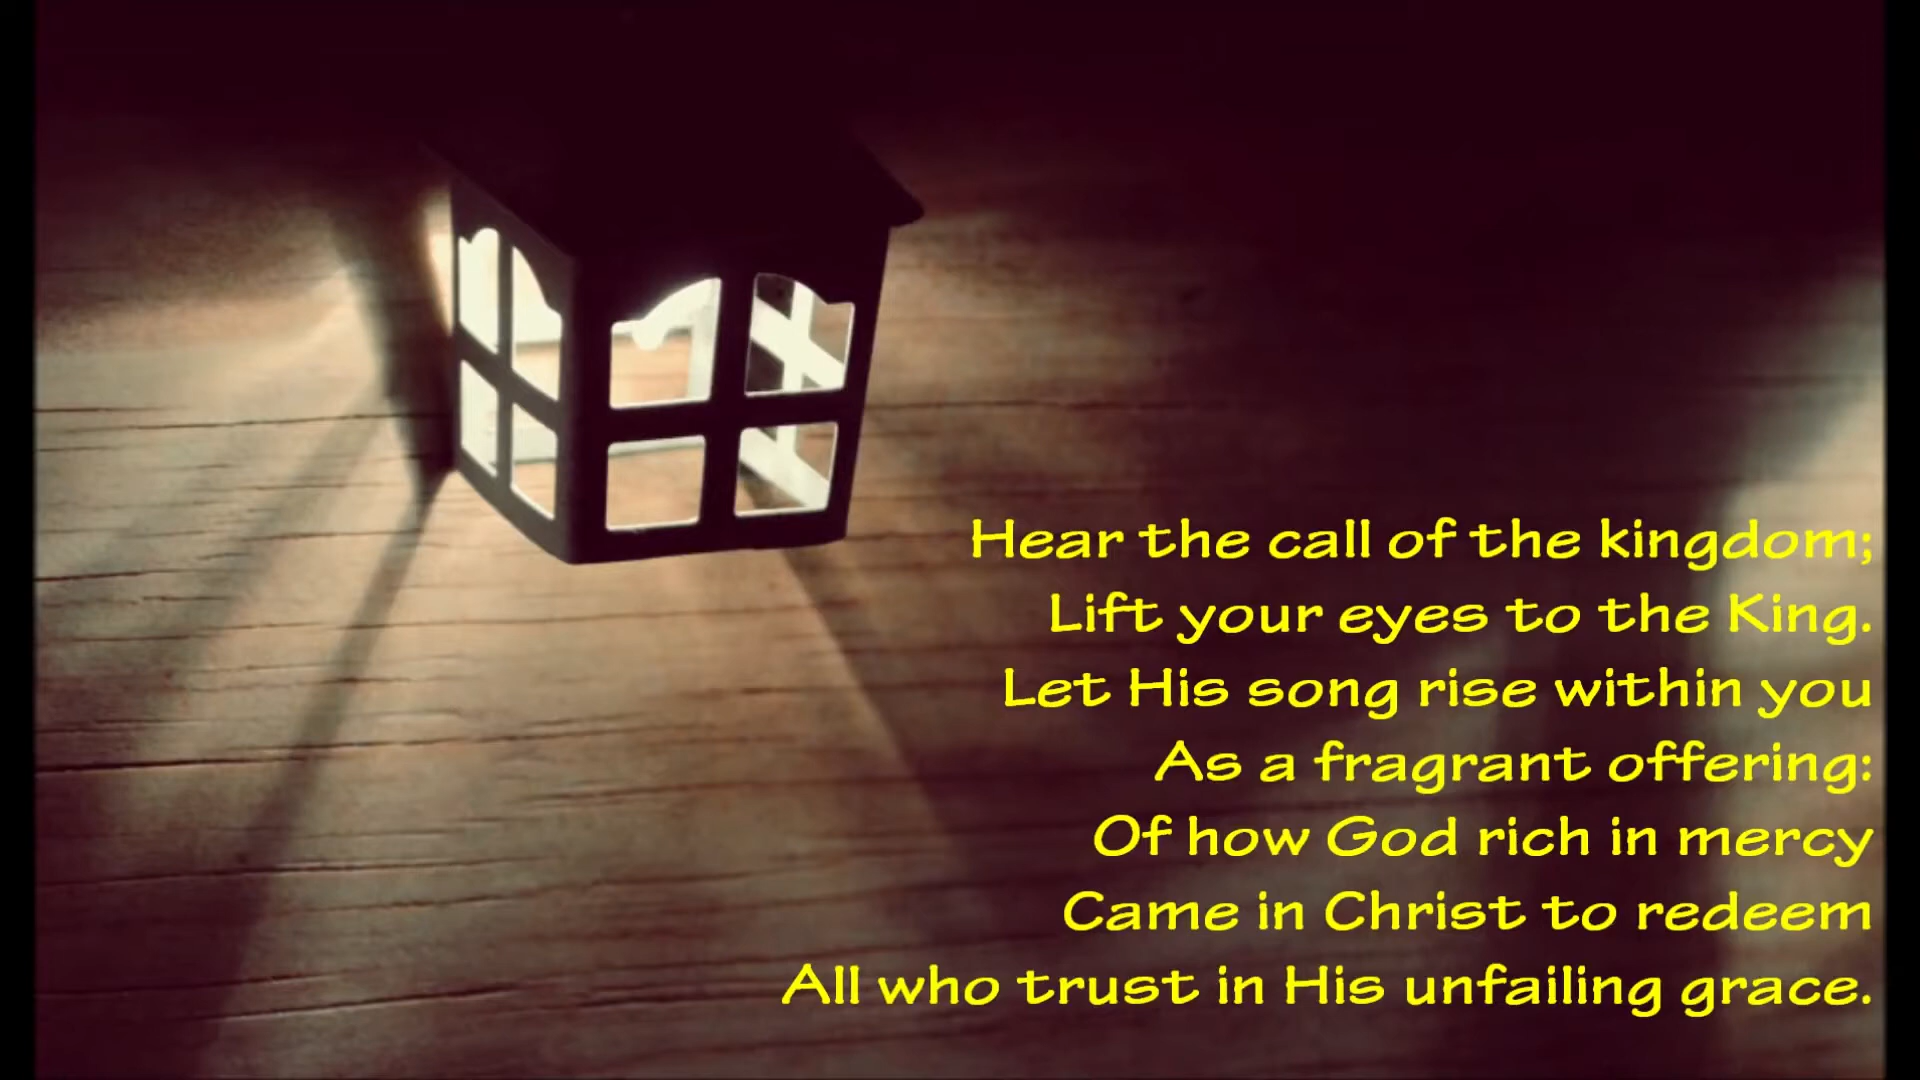 Hear the call of the kingdom;
Lift your eyes to the King.
Let His song rise within you
As a fragrant offering:
Of how God rich in mercy
Came in Christ to redeem
All who trust in His unfailing grace.